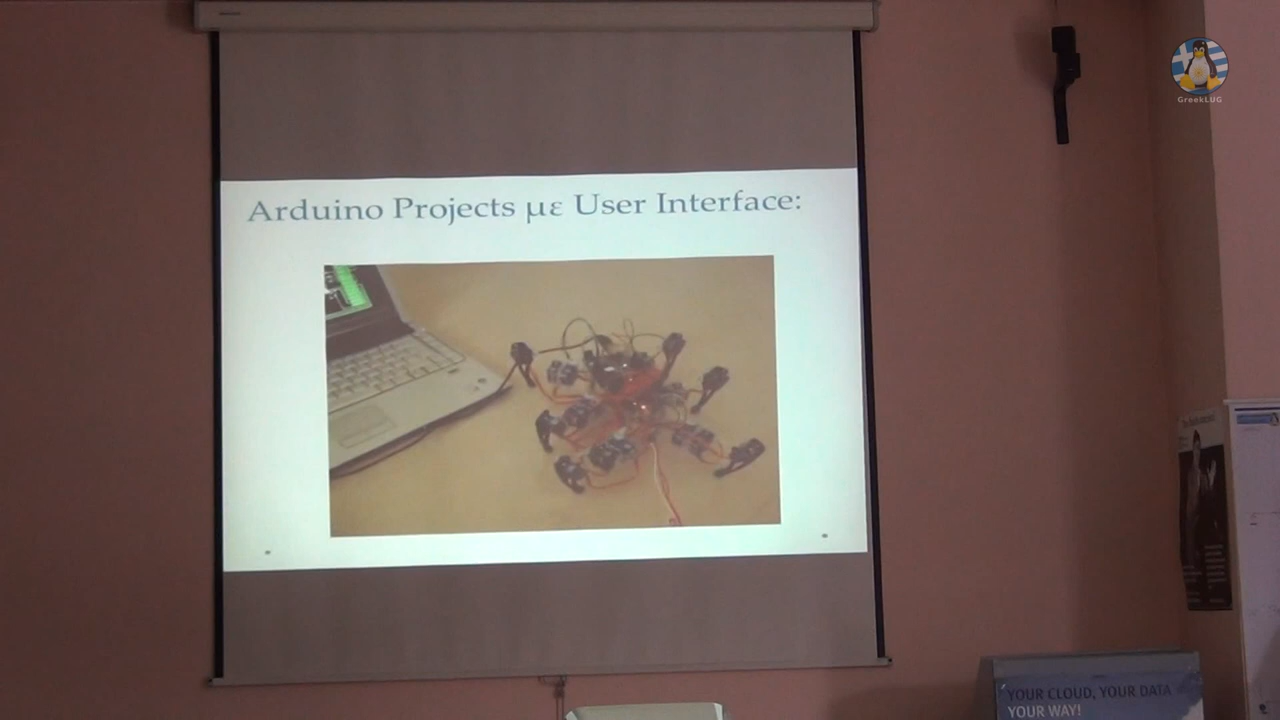 GreekLUG
Arduino Projects με User Interface:
YOUR CLOUD, YOUR DATA
YOUR WAY!